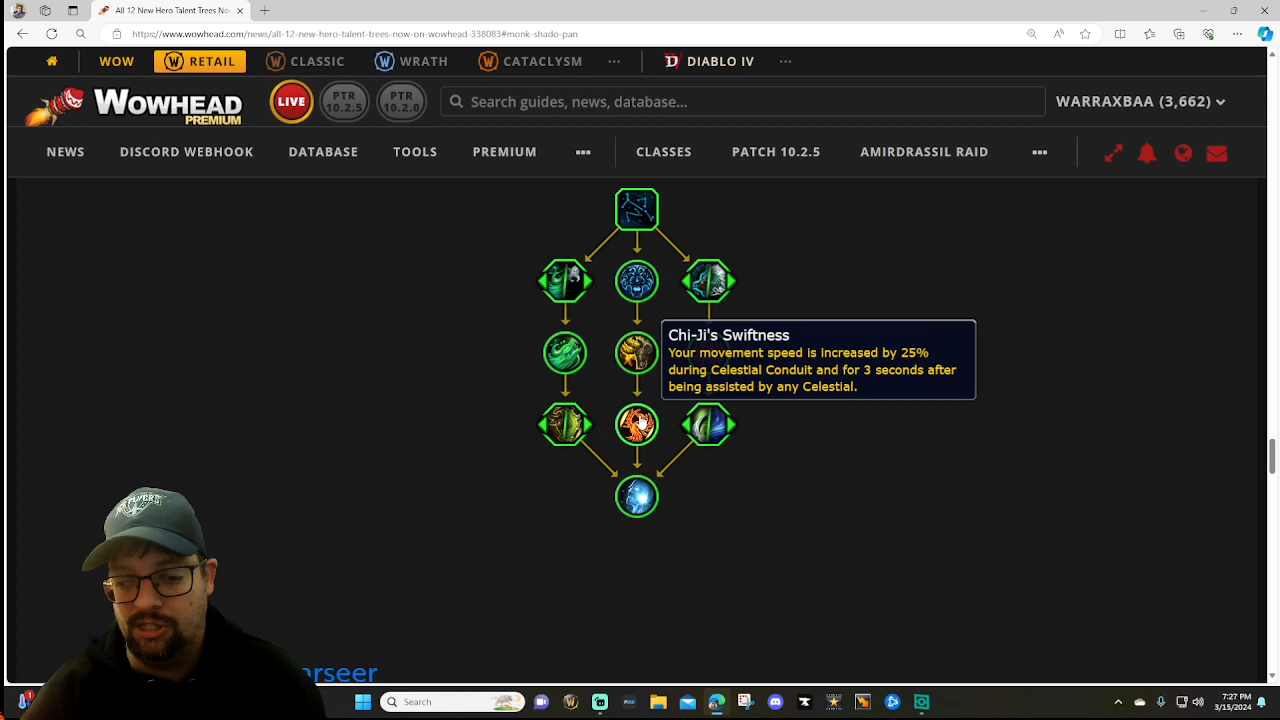 All 12 New Hero Talent Trees No
https://www.wowhead.com/news/all-12-new-hero-talent-trees-now-on-wowhead-338083#monk-shado-pan
WOW
RETAIL
CLASSIC
WRATH
CATACLYSM
DIABLO IV
WOWHEAD
PREMIUM
LIVE
PTR
10.2.5
PTR
10.2.0
Search guides, news, database...
WARRAXBAA (3,662)
NEWS
DISCORD WEBHOOK
DATABASE
TOOLS
PREMIUM
CLASSES
PATCH 10.2.5
AMIRDRASSIL RAID
Chi-Ji's Swiftness
Your movement speed is increased by 25%
during Celestial Conduit and for 3 seconds after
being assisted by any Celestial.
arseer
1
Search
7:27 PM
3/15/2024